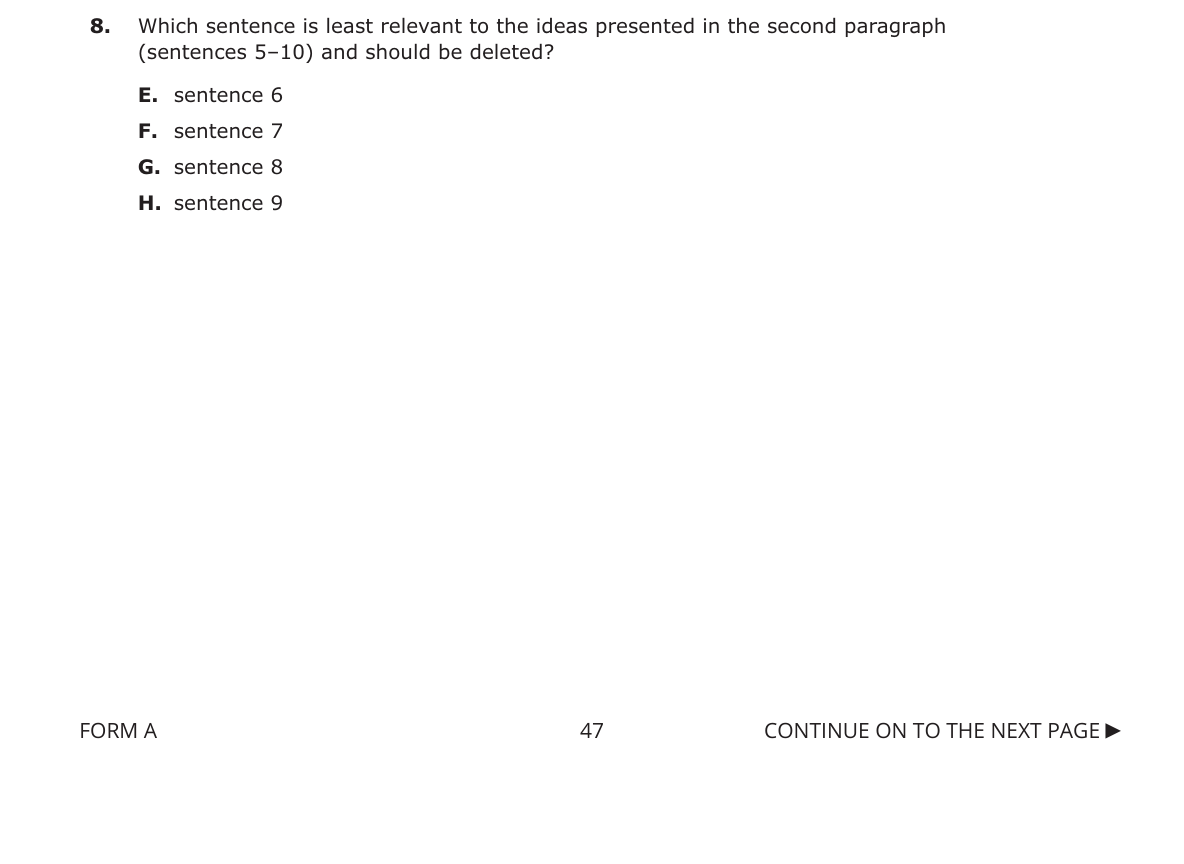 8. Which sentence is least relevant to the ideas presented in the second paragraph
(sentences 5–10) and should be deleted?
E. sentence 6
F. sentence 7
G. sentence 8
H. sentence 9
FORM A 47 CONTINUE ON TO THE NEXT PAGE ▶